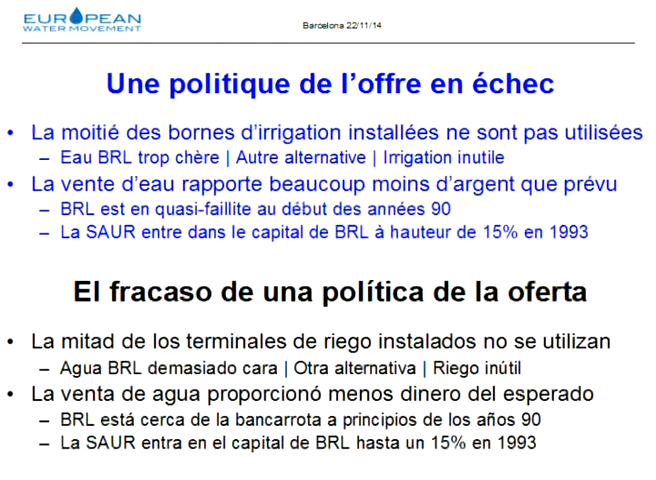 EUROPEAN
WATER MOVEMENT
Barcelona 22/11/14
Une politique de l'offre en échec
• La moitié des bornes d'irrigation installées ne sont pas utilisées
– Eau BRL trop chère | Autre alternative | Irrigation inutile
• La vente d'eau rapporte beaucoup moins d'argent que prévu
– BRL est en quasi-faillite au début des années 90
– La SAUR entre dans le capital de BRL à hauteur de 15% en 1993
El fracaso de una política de la oferta
• La mitad de los terminales de riego instalados no se utilizan
– Agua BRL demasiado cara | Otra alternativa | Riego inútil
• La venta de agua proporcionó menos dinero del esperado
– BRL está cerca de la bancarrota a principios de los años 90
– La SAUR entra en el capital de BRL hasta un 15% en 1993